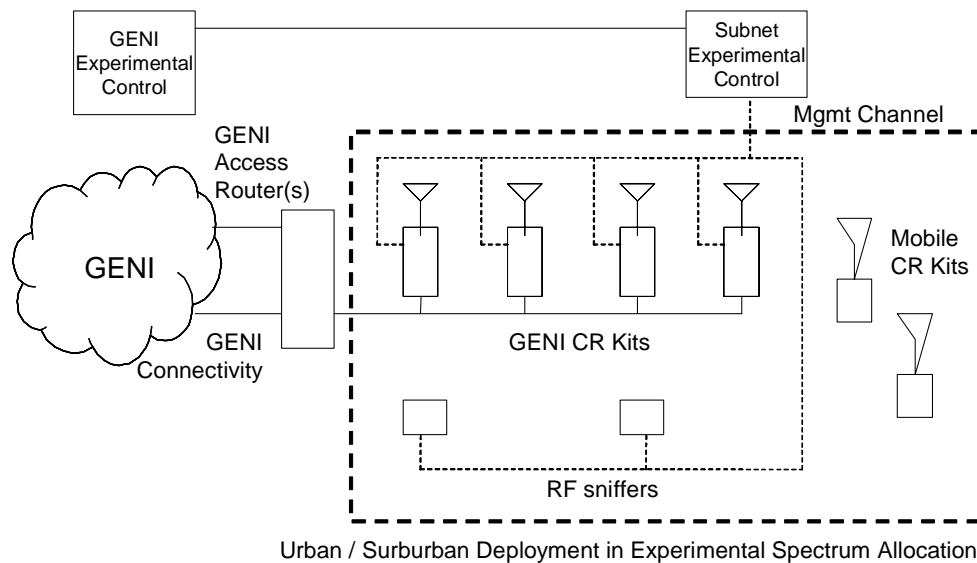 GENI
Experimental
Control
Subnet
Experimental
Control
Mgmt Channel
GENI
Access
Router(s)
GENI
Mobile
CR Kits
GENI
Connectivity
GENI CR Kits
RF sniffers
Urban / Surburban Deployment in Experimental Spectrum Allocation